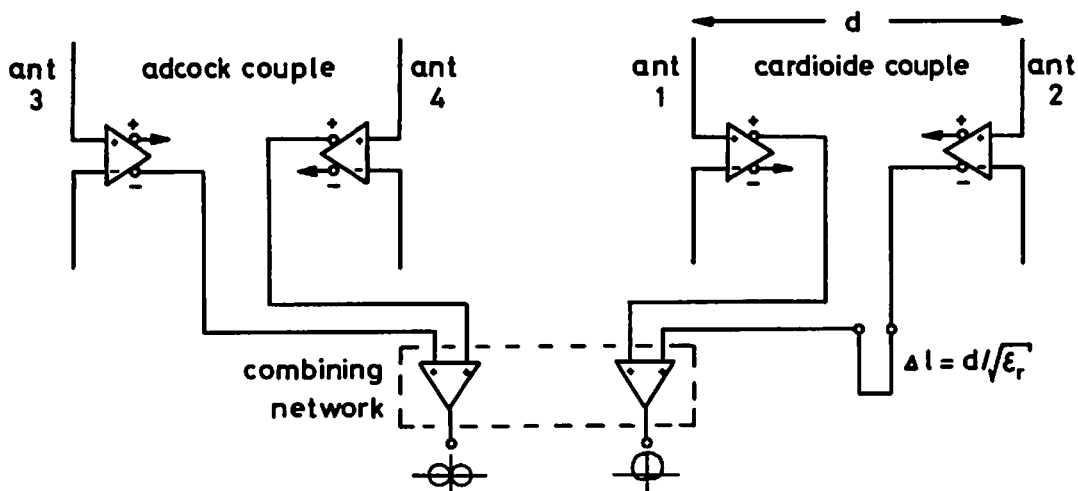 d
ant 3
adcock couple
ant 4
ant 1
cardioide couple
ant 2
+ + + +
+ + + +
- - - -
- - - -
combining network
+ + + +
Δl = d/√εr